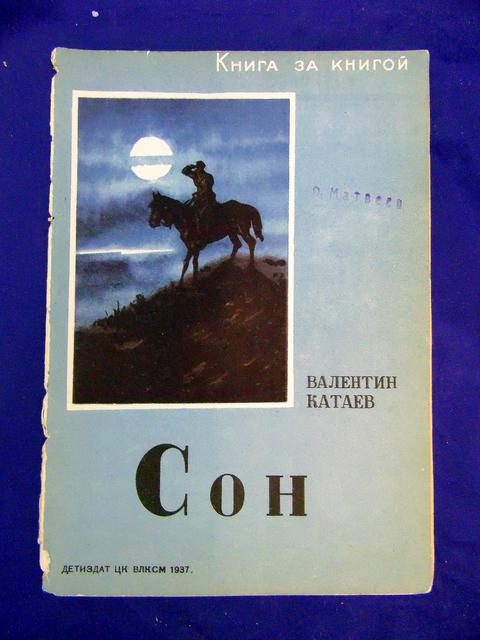 Книга за книгой
О. Матвеев
ВАЛЕНТИН
КАТАЕВ
Сон
ДЕТИЗДАТ ЦК ВЛКСМ 1937.